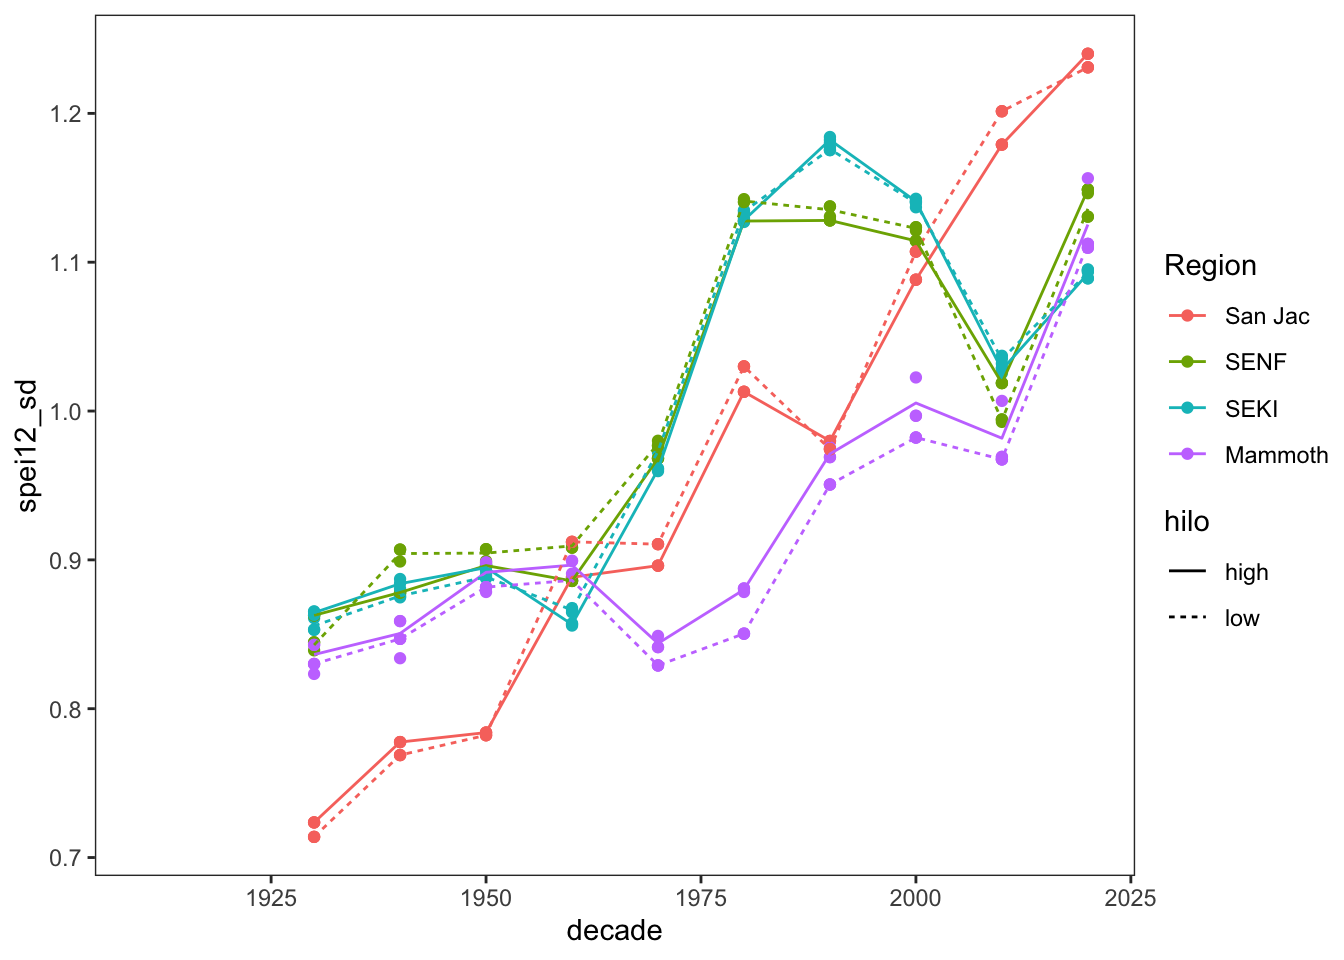 1.2
1.1
1.0
0.9
0.8
0.7
spei12_sd
1925 1950 1975 2000 2025
decade
Region
San Jac
SENF
SEKI
Mammoth
hilo
high
low